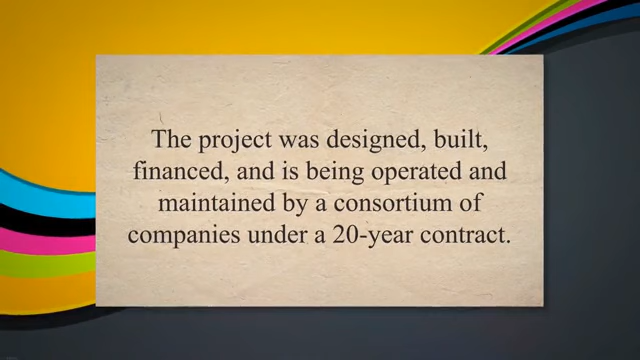 The project was designed, built,
financed, and is being operated and
maintained by a consortium of
companies under a 20-year contract.